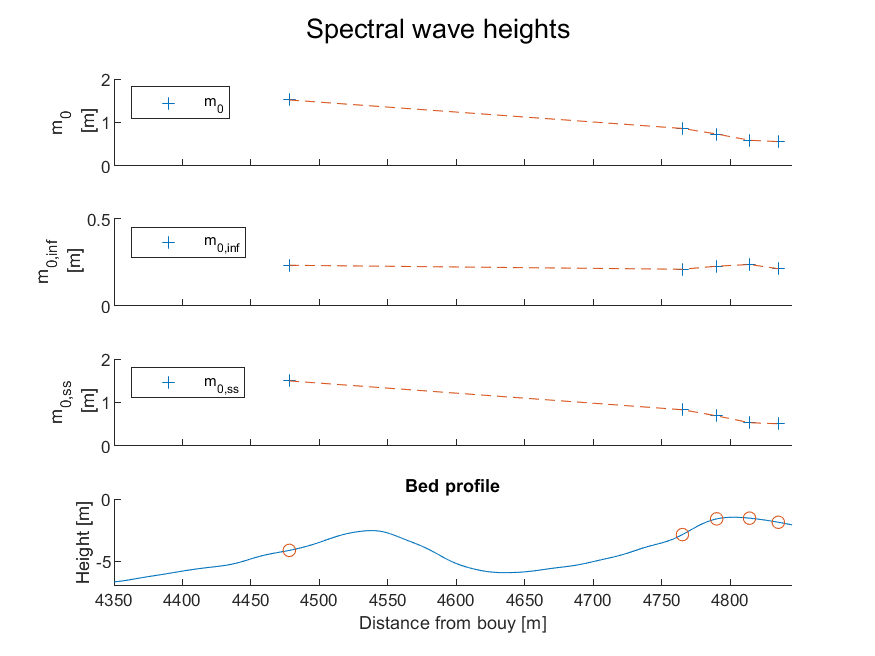 Spectral wave heights
2
1
0
m0
[m]
m0
0.5
0
m0,inf
[m]
m0,inf
2
1
0
m0,ss
[m]
m0,ss
Bed profile
0
-5
Height [m]
4350 4400 4450 4500 4550 4600 4650 4700 4750 4800
Distance from bouy [m]